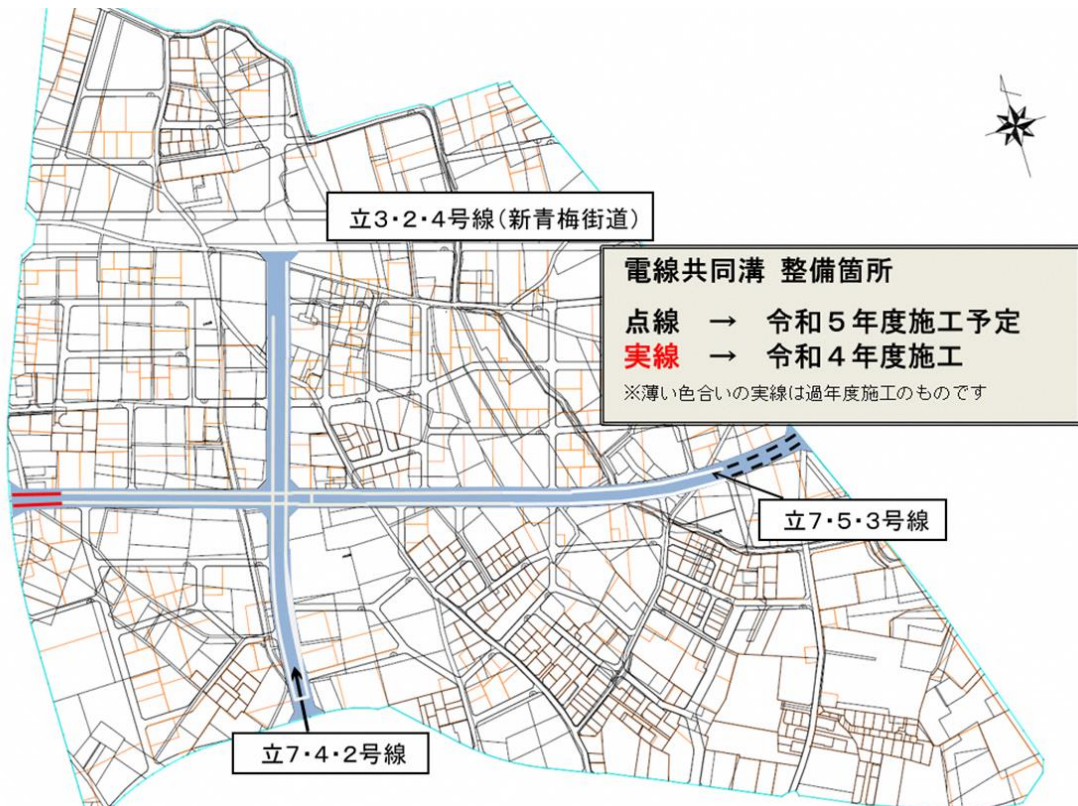 立3・2・4号線(新青梅街道)
電線共同溝 整備箇所
点線 → 令和5年度施工予定
実線 → 令和4年度施工
※薄い色合いの実線は過年度施工のものです
立7・5・3号線
立7・4・2号線